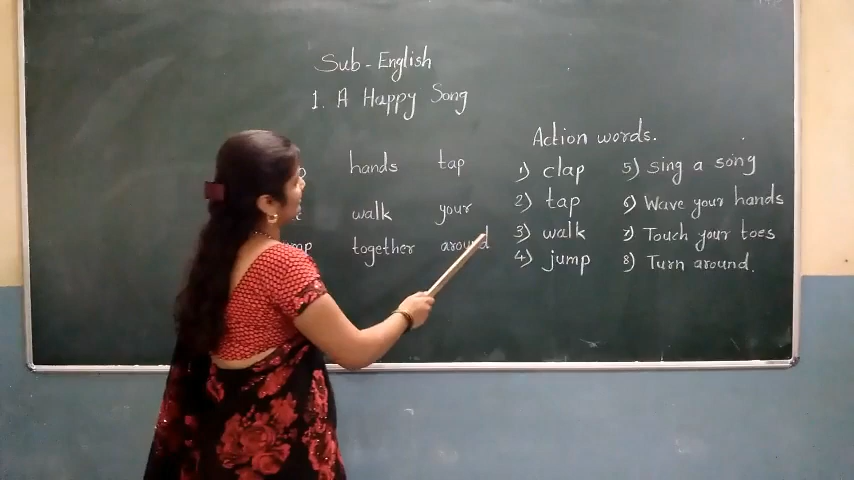 Sub - English
1. A Happy Song
hands tap
walk your
together around
Action words.
1) clap
2) tap
3) walk
4) jump
5) Sing a song
6) Wave your hands
7) Touch your toes
8) Turn around.